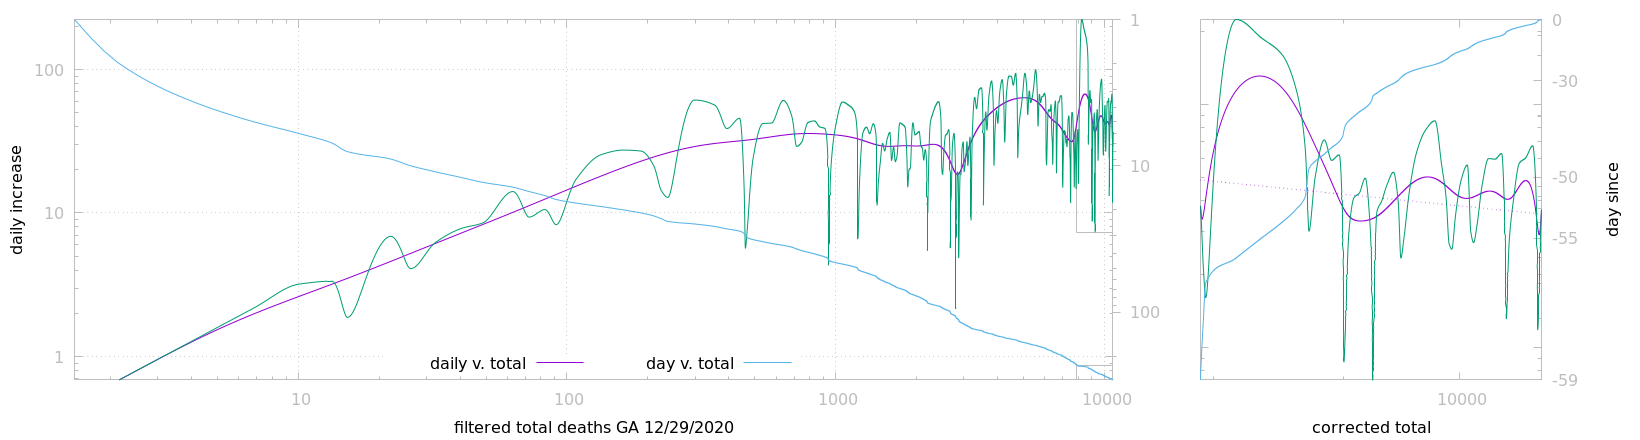 100
10
1
daily increase
daily v. total
day v. total
10
100
1000
10000
filtered total deaths GA 12/29/2020
1
10
100
10000
corrected total
0
-30
-50
-55
-59
day since